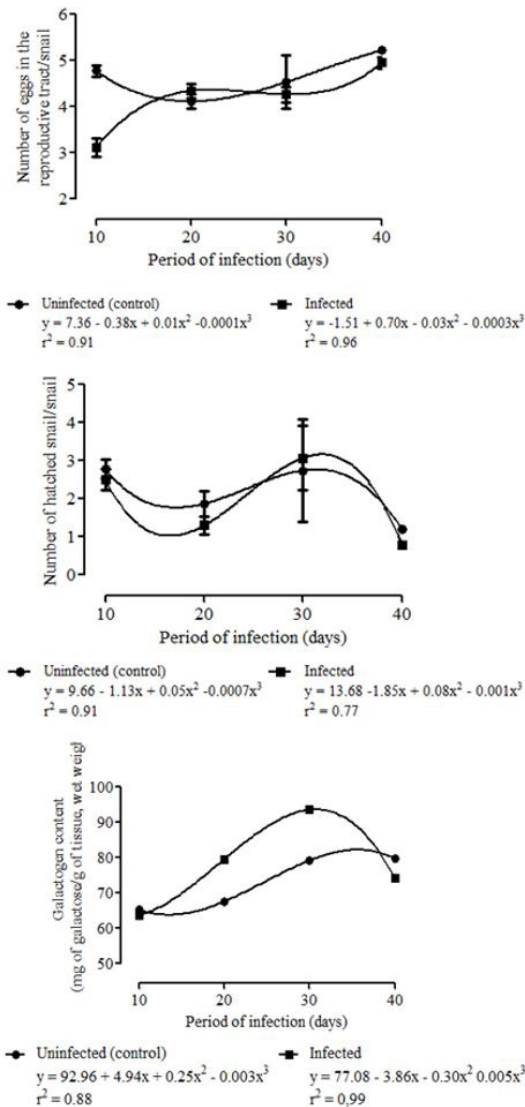 6
5
4
3
2
Number of eggs in the
reproductive tract/snail
10 20 30 40
Period of infection (days)
Uninfected (control) Infected
y = 7.36 - 0.38x + 0.01x² -0.0001x³ y = -1.51 + 0.70x - 0.03x² - 0.0003x³
r² = 0.91 r² = 0.96
5
4
3
2
1
0
Number of hatched snail/snail
10 20 30 40
Period of infection (days)
Uninfected (control) Infected
y = 9.66 - 1.13x + 0.05x² -0.0007x³ y = 13.68 -1.85x + 0.08x² - 0.001x³
r² = 0.91 r² = 0.77
100
90
80
70
60
50
Galactogen content
(mg of galactose/g of tissue, wet weigl
10 20 30 40
Period of infection (days)
Uninfected (control) Infected
y = 92.96 + 4.94x + 0.25x² - 0.003x³ y = 77.08 - 3.86x - 0.30x² 0.005x³
r² = 0.88 r² = 0,99